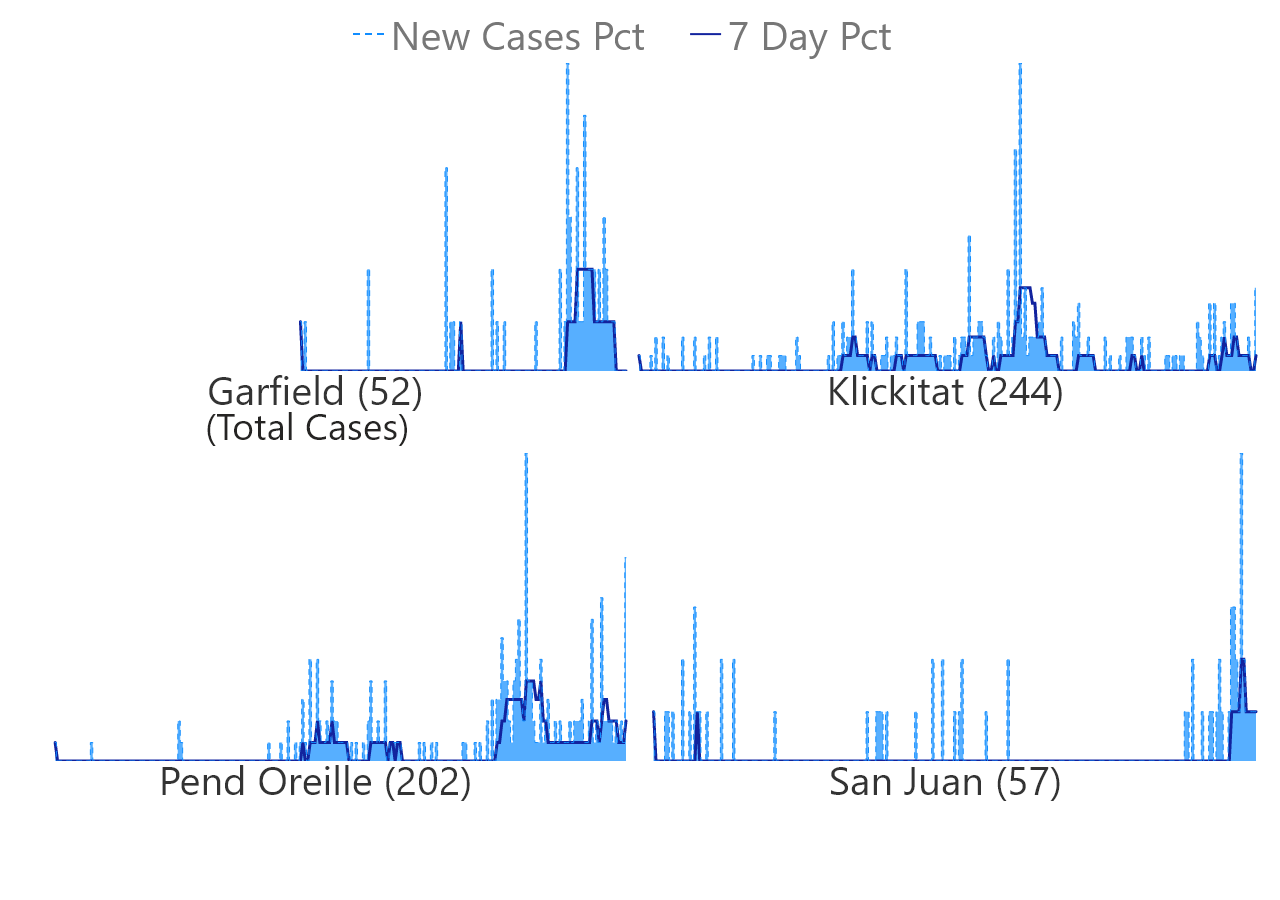 New Cases Pct 7 Day Pct
Garfield (52)
(Total Cases)
Klickitat (244)
Pend Oreille (202)
San Juan (57)